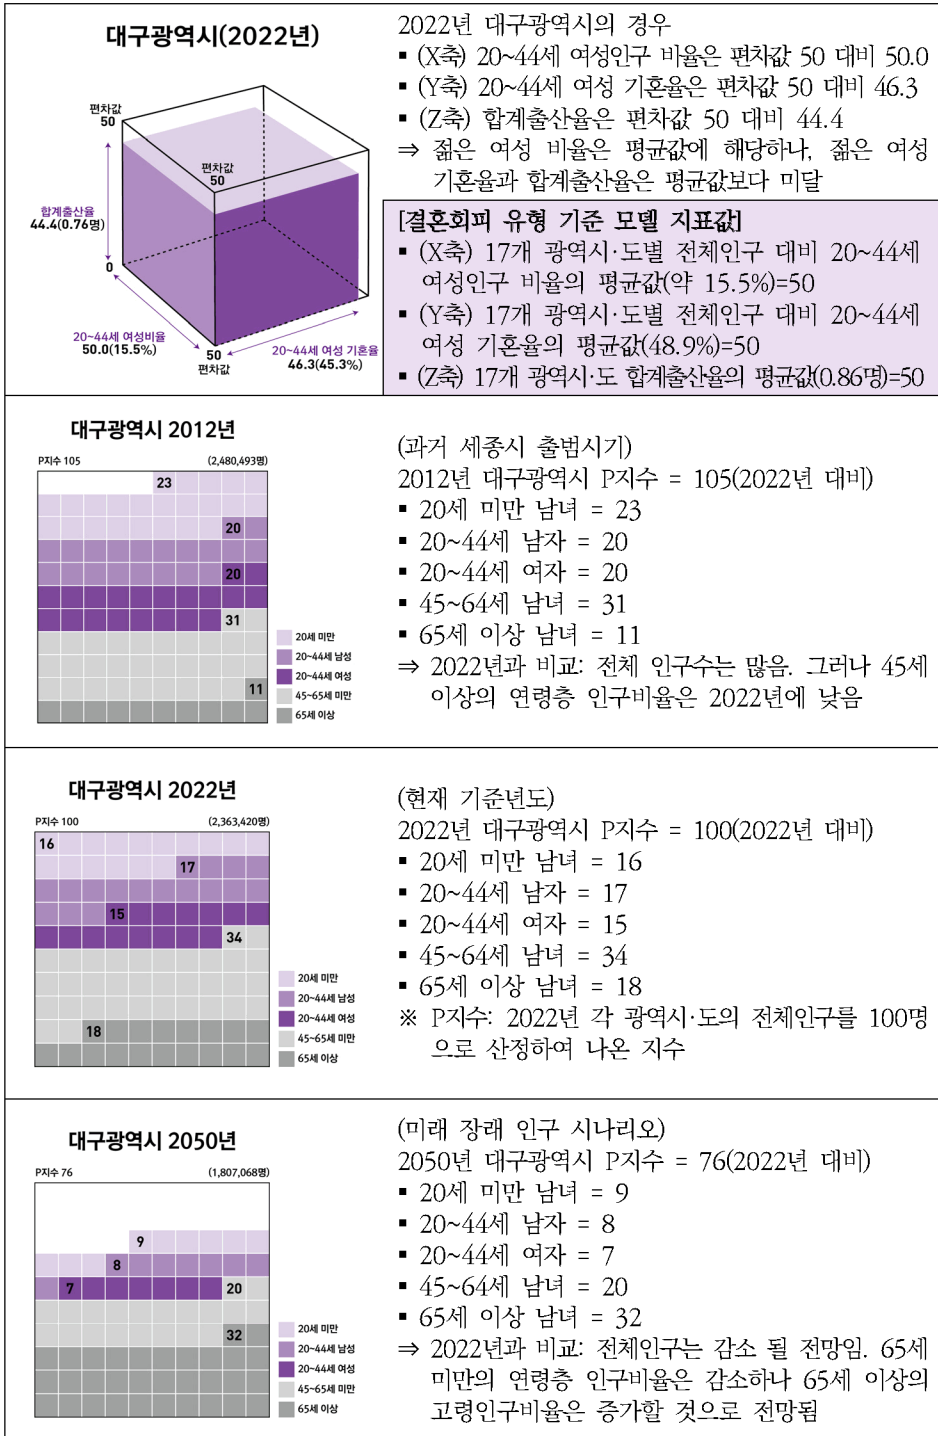 대구광역시(2022년)
편차값
50
편차값
50
합계출산율
44.4(0.76명)
0
20~44세 여성비율
50.0(15.5%)
50
편차값
20~44세 여성 기혼율
46.3(45.3%)
2022년 대구광역시의 경우
▪ (X축) 20~44세 여성인구 비율은 편차값 50 대비 50.0
▪ (Y축) 20~44세 여성 기혼율은 편차값 50 대비 46.3
▪ (Z축) 합계출산율은 편차값 50 대비 44.4
⇒ 젊은 여성 비율은 평균값에 해당하나, 젊은 여성
기혼율과 합계출산율은 평균값보다 미달
[결혼회피 유형 기준 모델 지표값]
▪ (X축) 17개 광역시·도별 전체인구 대비 20~44세
여성인구 비율의 평균값(약 15.5%)=50
▪ (Y축) 17개 광역시·도별 전체인구 대비 20~44세
여성 기혼율의 평균값(48.9%)=50
▪ (Z축) 17개 광역시·도 합계출산율의 평균값(0.86명)=50
대구광역시 2012년
P지수 105 (2,480,493명)
23
20
20
31
11
20세 미만
20~44세 남성
20~44세 여성
45~65세 미만
65세 이상
(과거 세종시 출범시기)
2012년 대구광역시 P지수 = 105(2022년 대비)
▪ 20세 미만 남녀 = 23
▪ 20~44세 남자 = 20
▪ 20~44세 여자 = 20
▪ 45~64세 남녀 = 31
▪ 65세 이상 남녀 = 11
⇒ 2022년과 비교: 전체 인구수는 많음. 그러나 45세
이상의 연령층 인구비율은 2022년에 낮음
대구광역시 2022년
P지수 100 (2,363,420명)
16
17
15
34
18
20세 미만
20~44세 남성
20~44세 여성
45~65세 미만
65세 이상
(현재 기준년도)
2022년 대구광역시 P지수 = 100(2022년 대비)
▪ 20세 미만 남녀 = 16
▪ 20~44세 남자 = 17
▪ 20~44세 여자 = 15
▪ 45~64세 남녀 = 34
▪ 65세 이상 남녀 = 18
※ P지수: 2022년 각 광역시·도의 전체인구를 100명
으로 산정하여 나온 지수
대구광역시 2050년
P지수 76 (1,807,068명)
9
8
7
20
32
20세 미만
20~44세 남성
20~44세 여성
45~65세 미만
65세 이상
(미래 장래 인구 시나리오)
2050년 대구광역시 P지수 = 76(2022년 대비)
▪ 20세 미만 남녀 = 9
▪ 20~44세 남자 = 8
▪ 20~44세 여자 = 7
▪ 45~64세 남녀 = 20
▪ 65세 이상 남녀 = 32
⇒ 2022년과 비교: 전체인구는 감소 될 전망임. 65세
미만의 연령층 인구비율은 감소하나 65세 이상의
고령인구비율은 증가할 것으로 전망됨